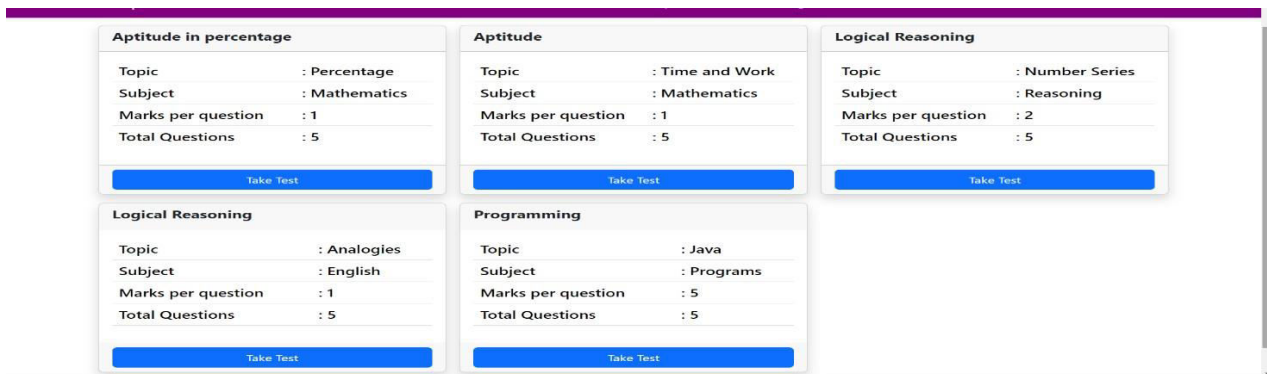 Aptitude in percentage
Topic : Percentage
Subject : Mathematics
Marks per question : 1
Total Questions : 5
Take Test
Aptitude
Topic : Time and Work
Subject : Mathematics
Marks per question : 1
Total Questions : 5
Take Test
Logical Reasoning
Topic : Number Series
Subject : Reasoning
Marks per question : 2
Total Questions : 5
Take Test
Logical Reasoning
Topic : Analogies
Subject : English
Marks per question : 1
Total Questions : 5
Take Test
Programming
Topic : Java
Subject : Programs
Marks per question : 5
Total Questions : 5
Take Test